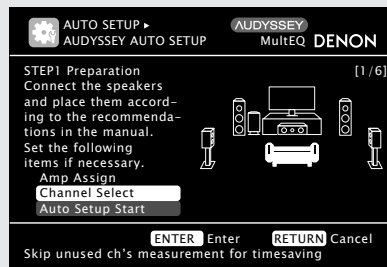 AUTO SETUP▸
AUDYSSEY AUTO SETUP
AUDYSSEY
MultEQ DENON
STEP1 Preparation
[1/6]
Connect the speakers
and place them accord-
ing to the recommenda-
tions in the manual.
Set the following
items if necessary.
Amp Assign
Channel Select
Auto Setup Start
ENTER Enter RETURN Cancel
Skip unused ch's measurement for timesaving